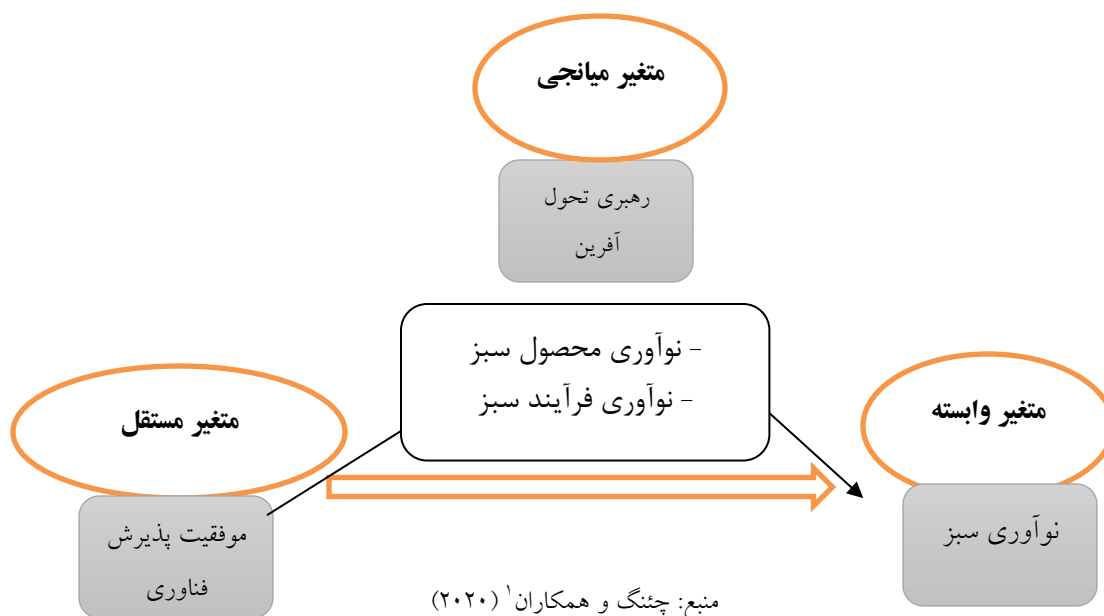 متغیر میانجی
رهبری تحول
آفرین
- نوآوری محصول سبز
- نوآوری فرآیند سبز
متغیر وابسته
متغیر مستقل
نوآوری سبز
موفقیت پذیرش
فناوری
منبع: چئنگ و همکاران۱ (۲۰۲۰)